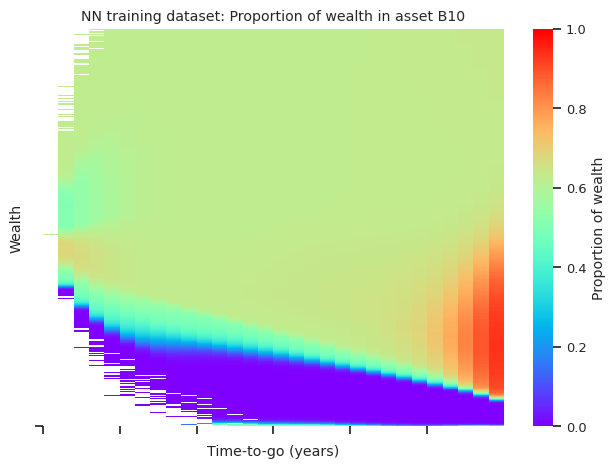 NN training dataset: Proportion of wealth in asset B10
Wealth
Time-to-go (years)
1.0
0.8
0.6
0.4
0.2
0.0
Proportion of wealth